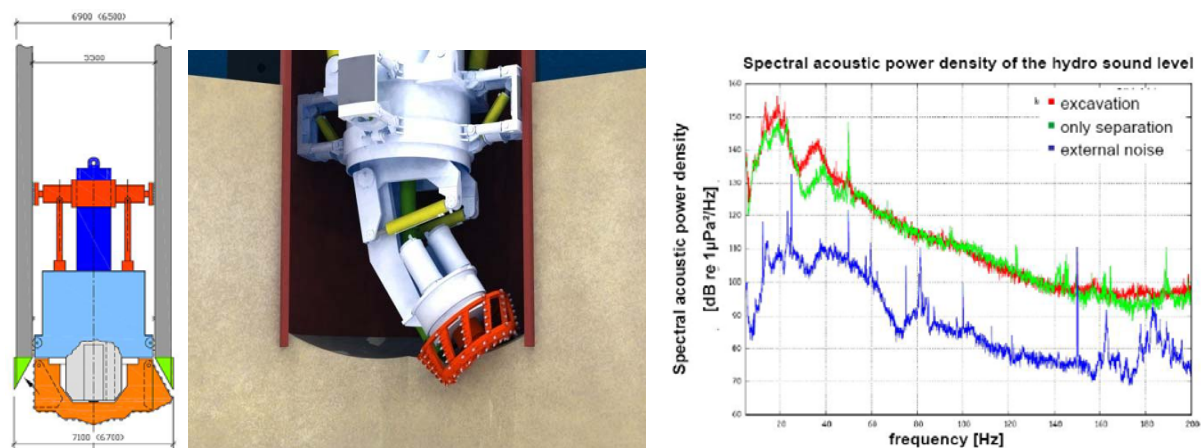 6900 (6500)
5500
7100 (6700)
Spectral acoustic power density of the hydro sound level
Spectral acoustic power density
[dB re 1µPa²/Hz]
160
150
140
130
120
110
100
90
80
70
60
excavation
only separation
external noise
20 40 60 80 100 120 140 160 180 200
frequency [Hz]